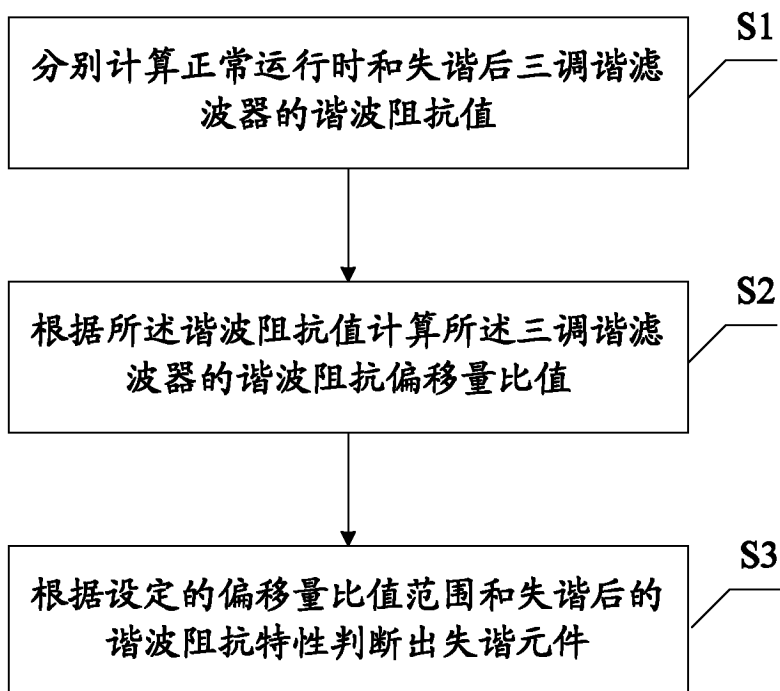 S1
分别计算正常运行时和失谐后三调谐滤
波器的谐波阻抗值
S2
根据所述谐波阻抗值计算所述三调谐滤
波器的谐波阻抗偏移量比值
S3
根据设定的偏移量比值范围和失谐后的
谐波阻抗特性判断出失谐元件